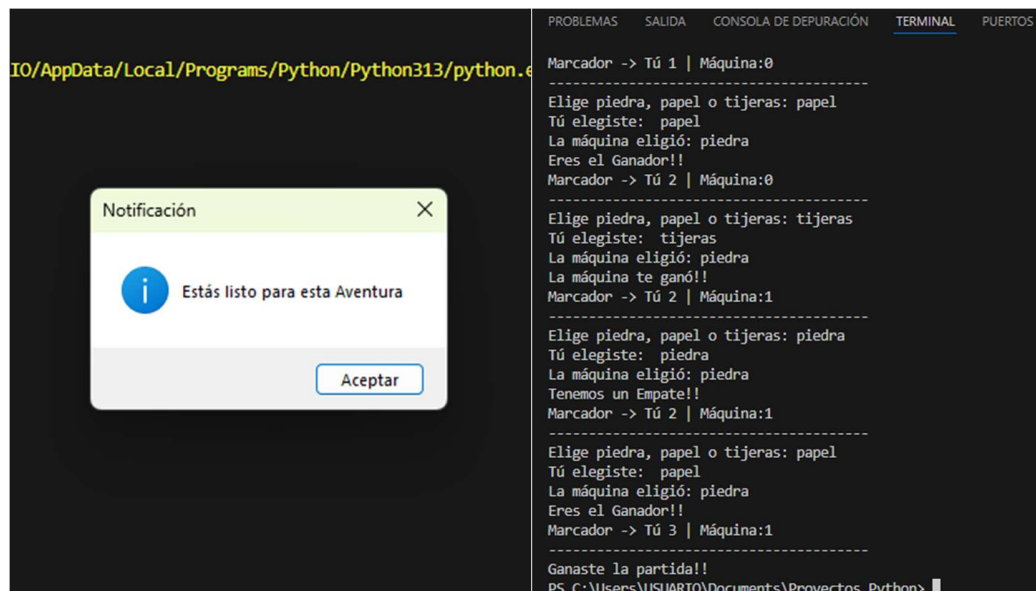 IO/AppData/Local/Programs/Python/Python313/python.e
Notificación
Estás listo para esta Aventura
Aceptar
PROBLEMAS SALIDA CONSOLA DE DEPURACIÓN TERMINAL PUERTOS
Marcador -> Tú 1 | Máquina:0
----------------------------------------
Elige piedra, papel o tijeras: papel
Tú elegiste:  papel
La máquina eligió: piedra
Eres el Ganador!!
Marcador -> Tú 2 | Máquina:0
----------------------------------------
Elige piedra, papel o tijeras: tijeras
Tú elegiste:  tijeras
La máquina eligió: piedra
La máquina te ganó!!
Marcador -> Tú 2 | Máquina:1
----------------------------------------
Elige piedra, papel o tijeras: piedra
Tú elegiste:  piedra
La máquina eligió: piedra
Tenemos un Empate!!
Marcador -> Tú 2 | Máquina:1
----------------------------------------
Elige piedra, papel o tijeras: papel
Tú elegiste:  papel
La máquina eligió: piedra
Eres el Ganador!!
Marcador -> Tú 3 | Máquina:1
----------------------------------------
Ganaste la partida!!
PS C:\Users\USUARIO\Documents\Proyectos Python>